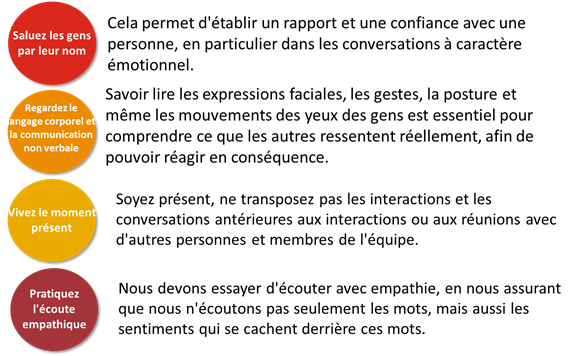 Saluez les gens
par leur nom
Cela permet d'établir un rapport et une confiance avec une
personne, en particulier dans les conversations à caractère
émotionnel.
Regardez le
langage corporel et
la communication
non verbale
Savoir lire les expressions faciales, les gestes, la posture et
même les mouvements des yeux des gens est essentiel pour
comprendre ce que les autres ressentent réellement, afin de
pouvoir réagir en conséquence.
Vivez le moment
présent
Soyez présent, ne transposez pas les interactions et les
conversations antérieures aux interactions ou aux réunions avec
d'autres personnes et membres de l'équipe.
Pratiquez
l'écoute
empathique
Nous devons essayer d'écouter avec empathie, en nous assurant
que nous n'écoutons pas seulement les mots, mais aussi les
sentiments qui se cachent derrière ces mots.